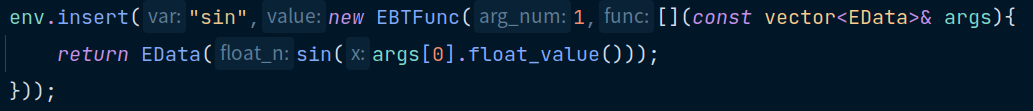 env.insert( var: "sin", value: new EBTFunc( arg_num: 1, func: [](const vector<EData>& args){
    return EData( float_n: sin( x: args[0].float_value()));
}));